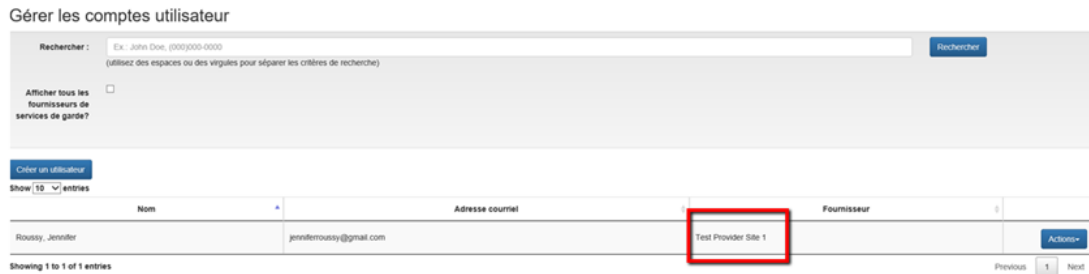 Gérer les comptes utilisateur
Rechercher : Ex.: John Doe, (000)000-0000 Rechercher
(utilisez des espaces ou des virgules pour séparer les critères de recherche)
Afficher tous les
fournisseurs de
services de garde?
Créer un utilisateur
Show 10 entries
Nom Adresse courriel Fournisseur
Roussy, Jennifer jenniferroussy@gmail.com Test Provider Site 1 Actions
Showing 1 to 1 of 1 entries Previous 1 Next